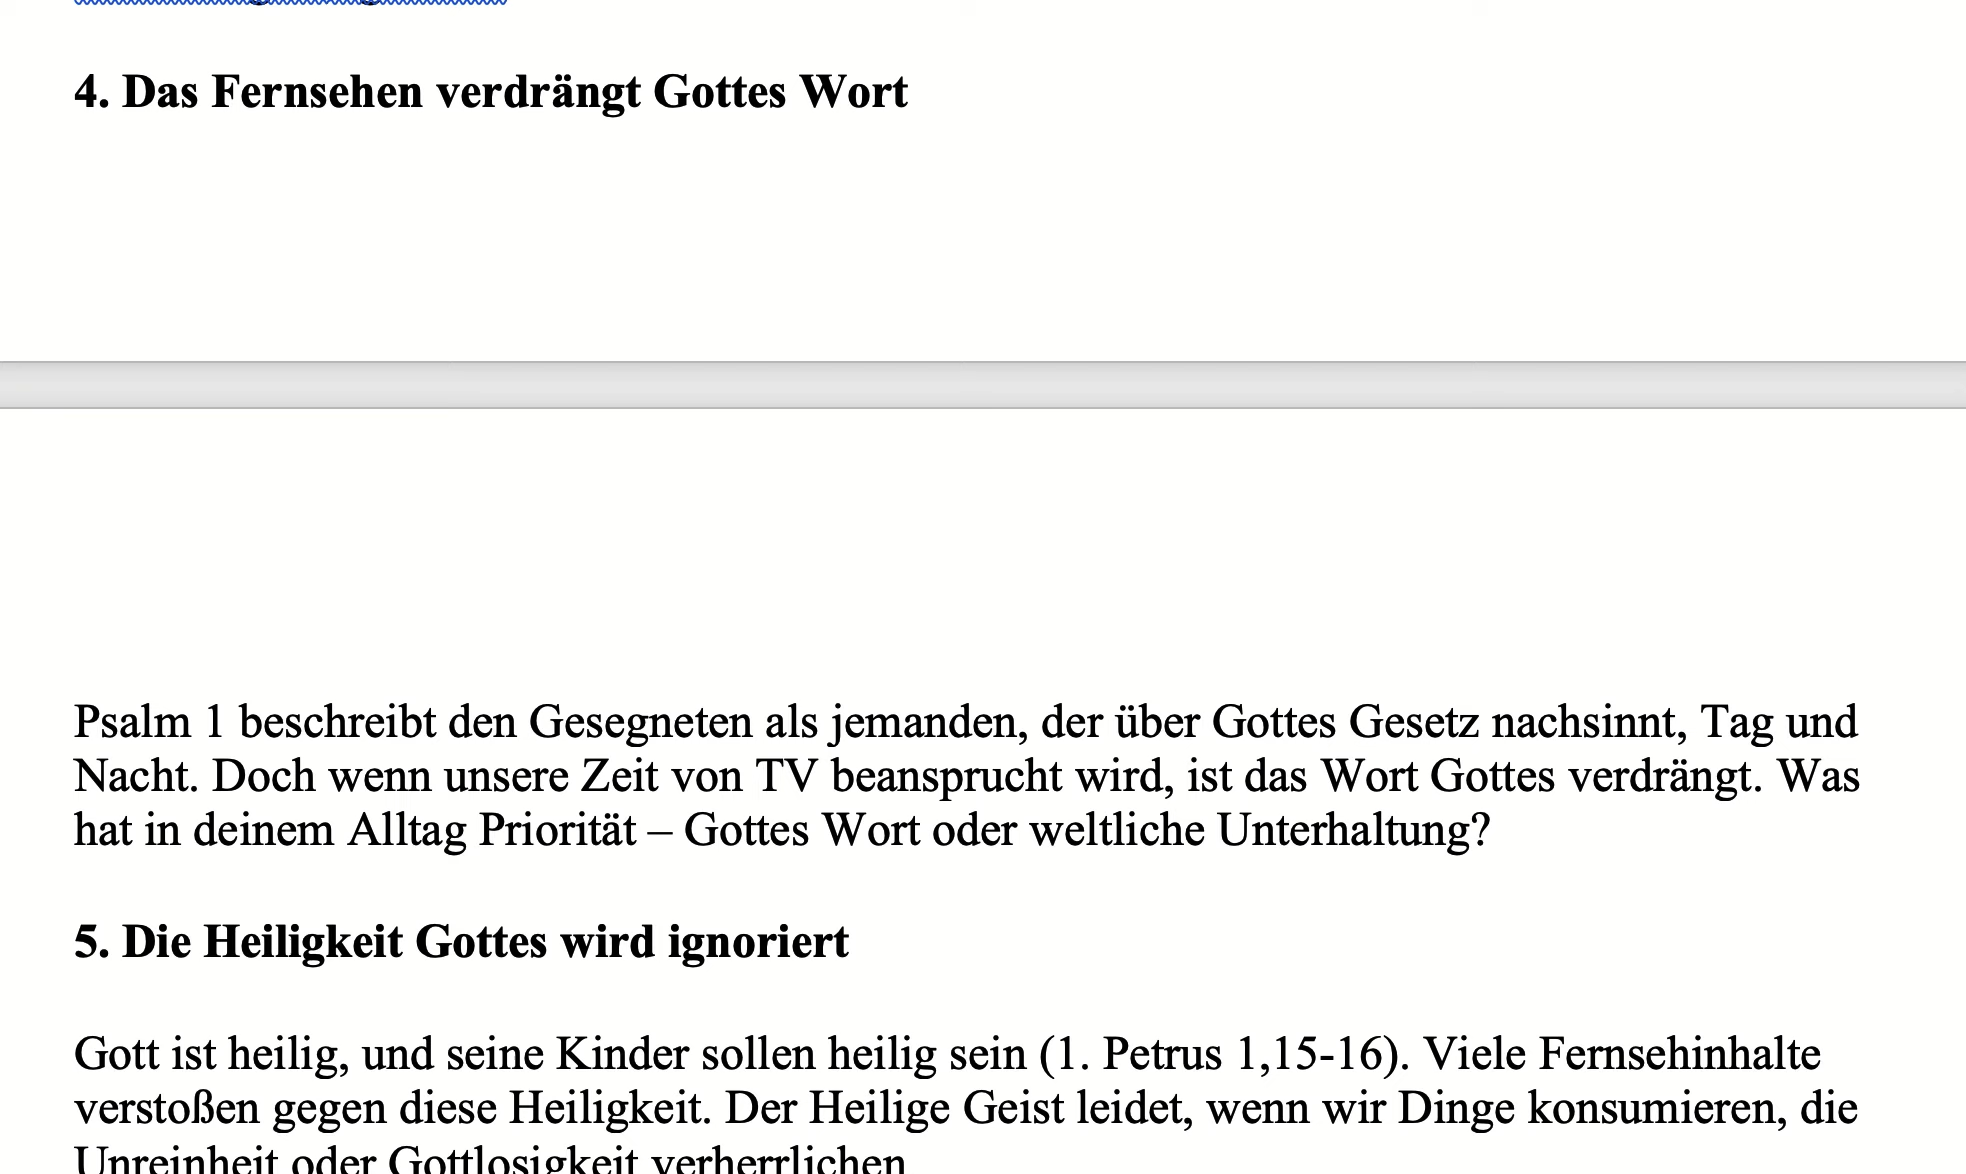 4. Das Fernsehen verdrängt Gottes Wort
Psalm 1 beschreibt den Gesegneten als jemanden, der über Gottes Gesetz nachsinnt, Tag und
Nacht. Doch wenn unsere Zeit von TV beansprucht wird, ist das Wort Gottes verdrängt. Was
hat in deinem Alltag Priorität – Gottes Wort oder weltliche Unterhaltung?
5. Die Heiligkeit Gottes wird ignoriert
Gott ist heilig, und seine Kinder sollen heilig sein (1. Petrus 1,15-16). Viele Fernsehinhalte
verstoßen gegen diese Heiligkeit. Der Heilige Geist leidet, wenn wir Dinge konsumieren, die
Unreinheit oder Gottlosigkeit verherrlichen